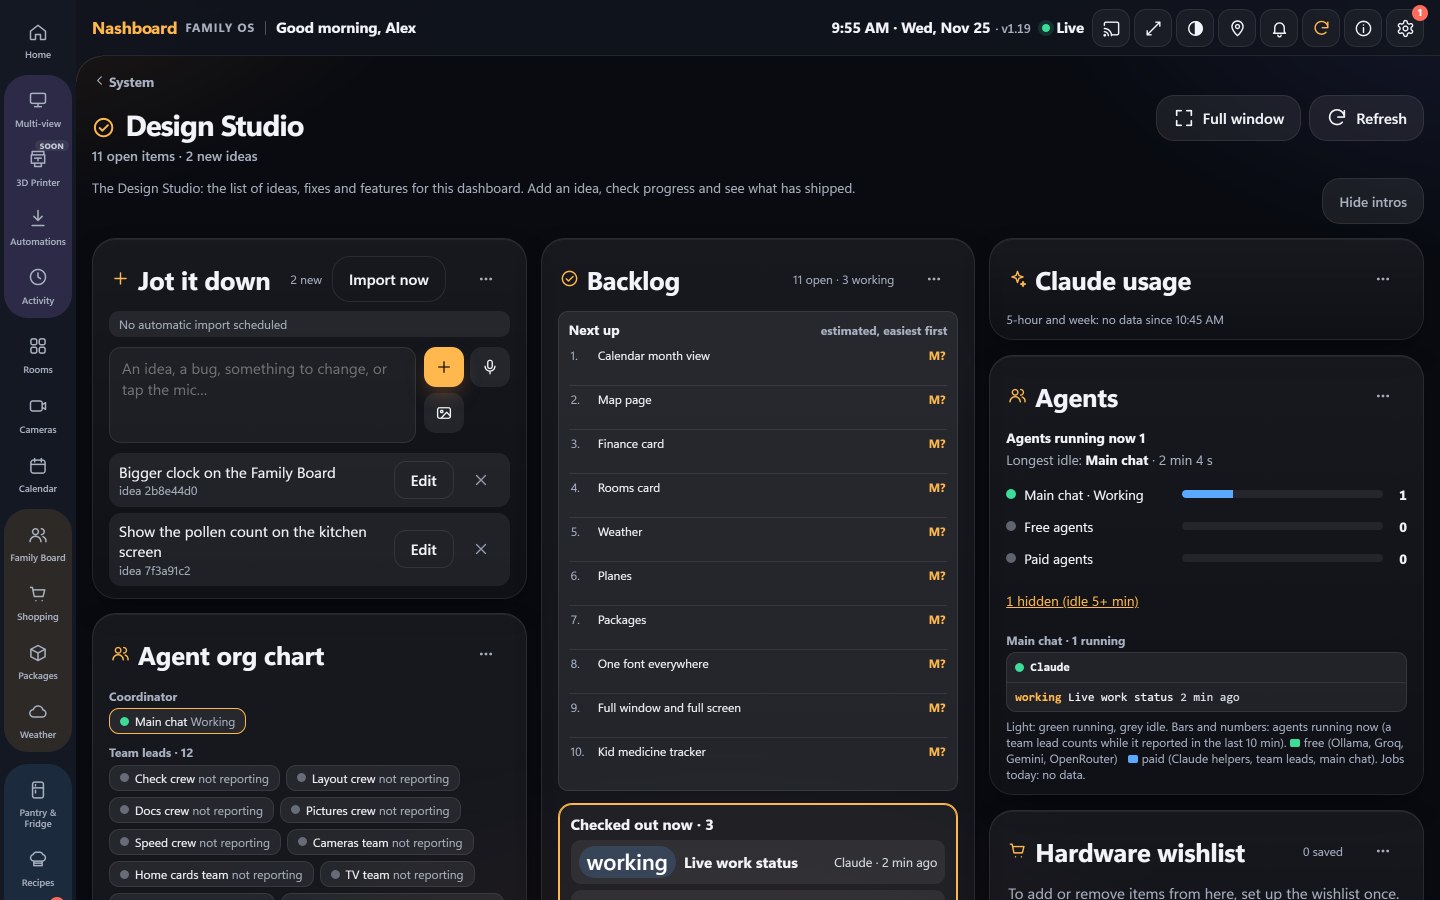 Nashboard FAMILY OS Good morning, Alex
9:55 AM · Wed, Nov 25 · v1.19 Live
1
Home
Multi-view
SOON
3D Printer
Automations
Activity
Rooms
Cameras
Calendar
Family Board
Shopping
Packages
Weather
Pantry &
Fridge
Recipes
System
Design Studio
11 open items · 2 new ideas
Full window
Refresh
The Design Studio: the list of ideas, fixes and features for this dashboard. Add an idea, check progress and see what has shipped.
Hide intros
Jot it down 2 new Import now ...
No automatic import scheduled
An idea, a bug, something to change, or
tap the mic...
Bigger clock on the Family Board
idea 2b8e44d0
Edit
Show the pollen count on the kitchen
screen
idea 7f3a91c2
Edit
Agent org chart ...
Coordinator
Main chat Working
Team leads · 12
Check crew not reporting Layout crew not reporting
Docs crew not reporting Pictures crew not reporting
Speed crew not reporting Cameras team not reporting
Home cards team not reporting TV team not reporting
Backlog 11 open · 3 working ...
Next up estimated, easiest first
1. Calendar month view M?
2. Map page M?
3. Finance card M?
4. Rooms card M?
5. Weather M?
6. Planes M?
7. Packages M?
8. One font everywhere M?
9. Full window and full screen M?
10. Kid medicine tracker M?
Checked out now · 3
working Live work status Claude · 2 min ago
Claude usage ...
5-hour and week: no data since 10:45 AM
Agents ...
Agents running now 1
Longest idle: Main chat · 2 min 4 s
Main chat · Working 1
Free agents 0
Paid agents 0
1 hidden (idle 5+ min)
Main chat · 1 running
Claude
working Live work status 2 min ago
Light: green running, grey idle. Bars and numbers: agents running now (a
team lead counts while it reported in the last 10 min). free (Ollama, Groq,
Gemini, OpenRouter) paid (Claude helpers, team leads, main chat). Jobs
today: no data.
Hardware wishlist 0 saved ...
To add or remove items from here, set up the wishlist once.